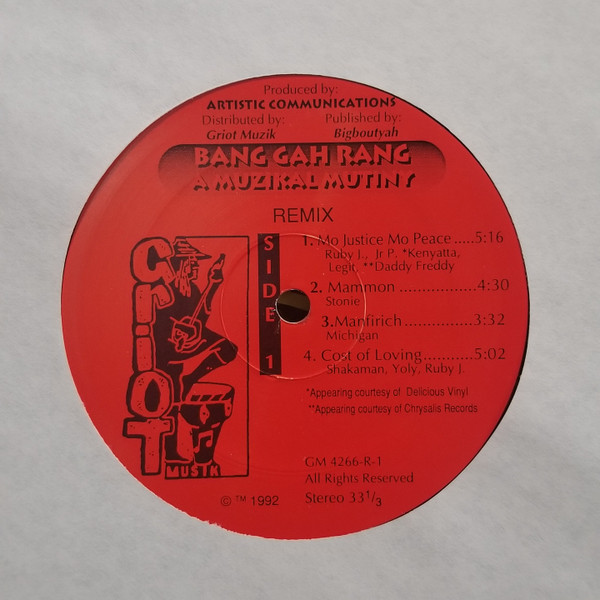 Produced by:
ARTISTIC COMMUNICATIONS
Distributed by: Published by:
Griot Muzik Bigboutyah
BANG GAH RANG
A MUZIKAL MUTINY
REMIX
GRIOT
MUSIK
SIDE 1
1. Mo Justice Mo Peace .....5:16
Ruby J., Jr P. *Kenyatta,
Legit, **Daddy Freddy
2. Mammon ..................4:30
Stonie
3.Manfirich.................3:32
Michigan
4. Cost of Loving............5:02
Shakaman, Yoly, Ruby J.
*Appearing courtesy of Delicious Vinyl
**Appearing courtesy of Chrysalis Records
GM 4266-R-1
All Rights Reserved
© ™ 1992 Stereo 33⅓